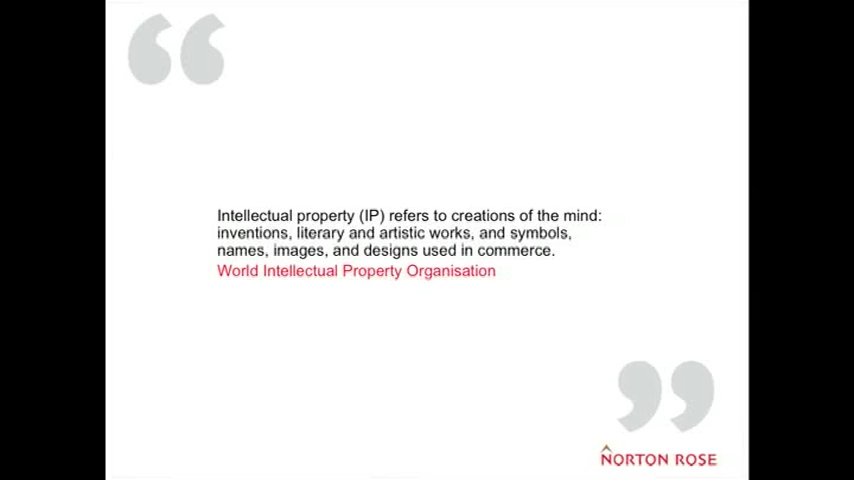 Intellectual property (IP) refers to creations of the mind:
inventions, literary and artistic works, and symbols,
names, images, and designs used in commerce.
World Intellectual Property Organisation
NORTON ROSE